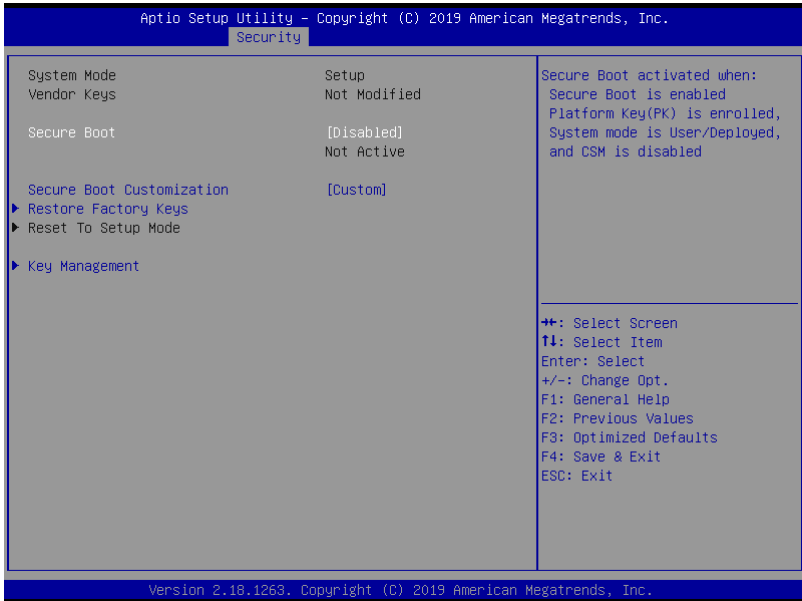 Aptio Setup Utility – Copyright (C) 2019 American Megatrends, Inc.
Security
System Mode Setup
Vendor Keys Not Modified
Secure Boot [Disabled]
Not Active
Secure Boot Customization [Custom]
Restore Factory Keys
Reset To Setup Mode
Key Management
Secure Boot activated when:
Secure Boot is enabled
Platform Key(PK) is enrolled,
System mode is User/Deployed,
and CSM is disabled
→←: Select Screen
↑↓: Select Item
Enter: Select
+/-: Change Opt.
F1: General Help
F2: Previous Values
F3: Optimized Defaults
F4: Save & Exit
ESC: Exit
Version 2.18.1263. Copyright (C) 2019 American Megatrends, Inc.